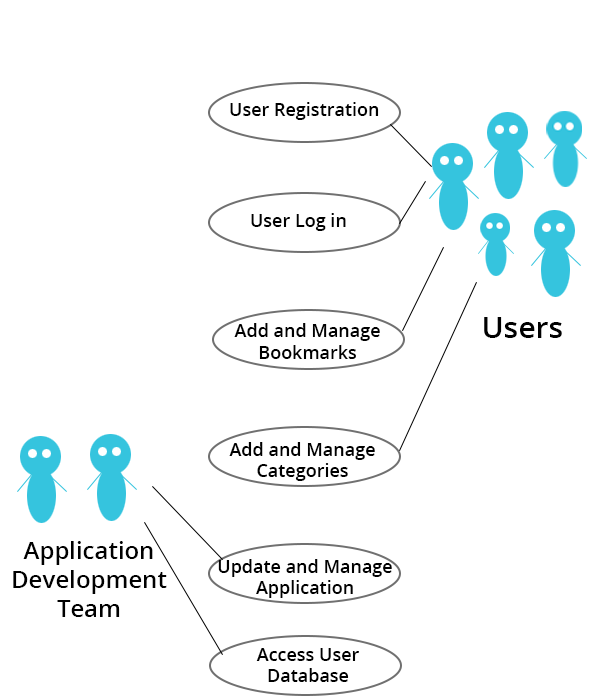 User Registration
User Log in
Add and Manage
Bookmarks
Users
Add and Manage
Categories
Application
Development
Team
Update and Manage
Application
Access User
Database